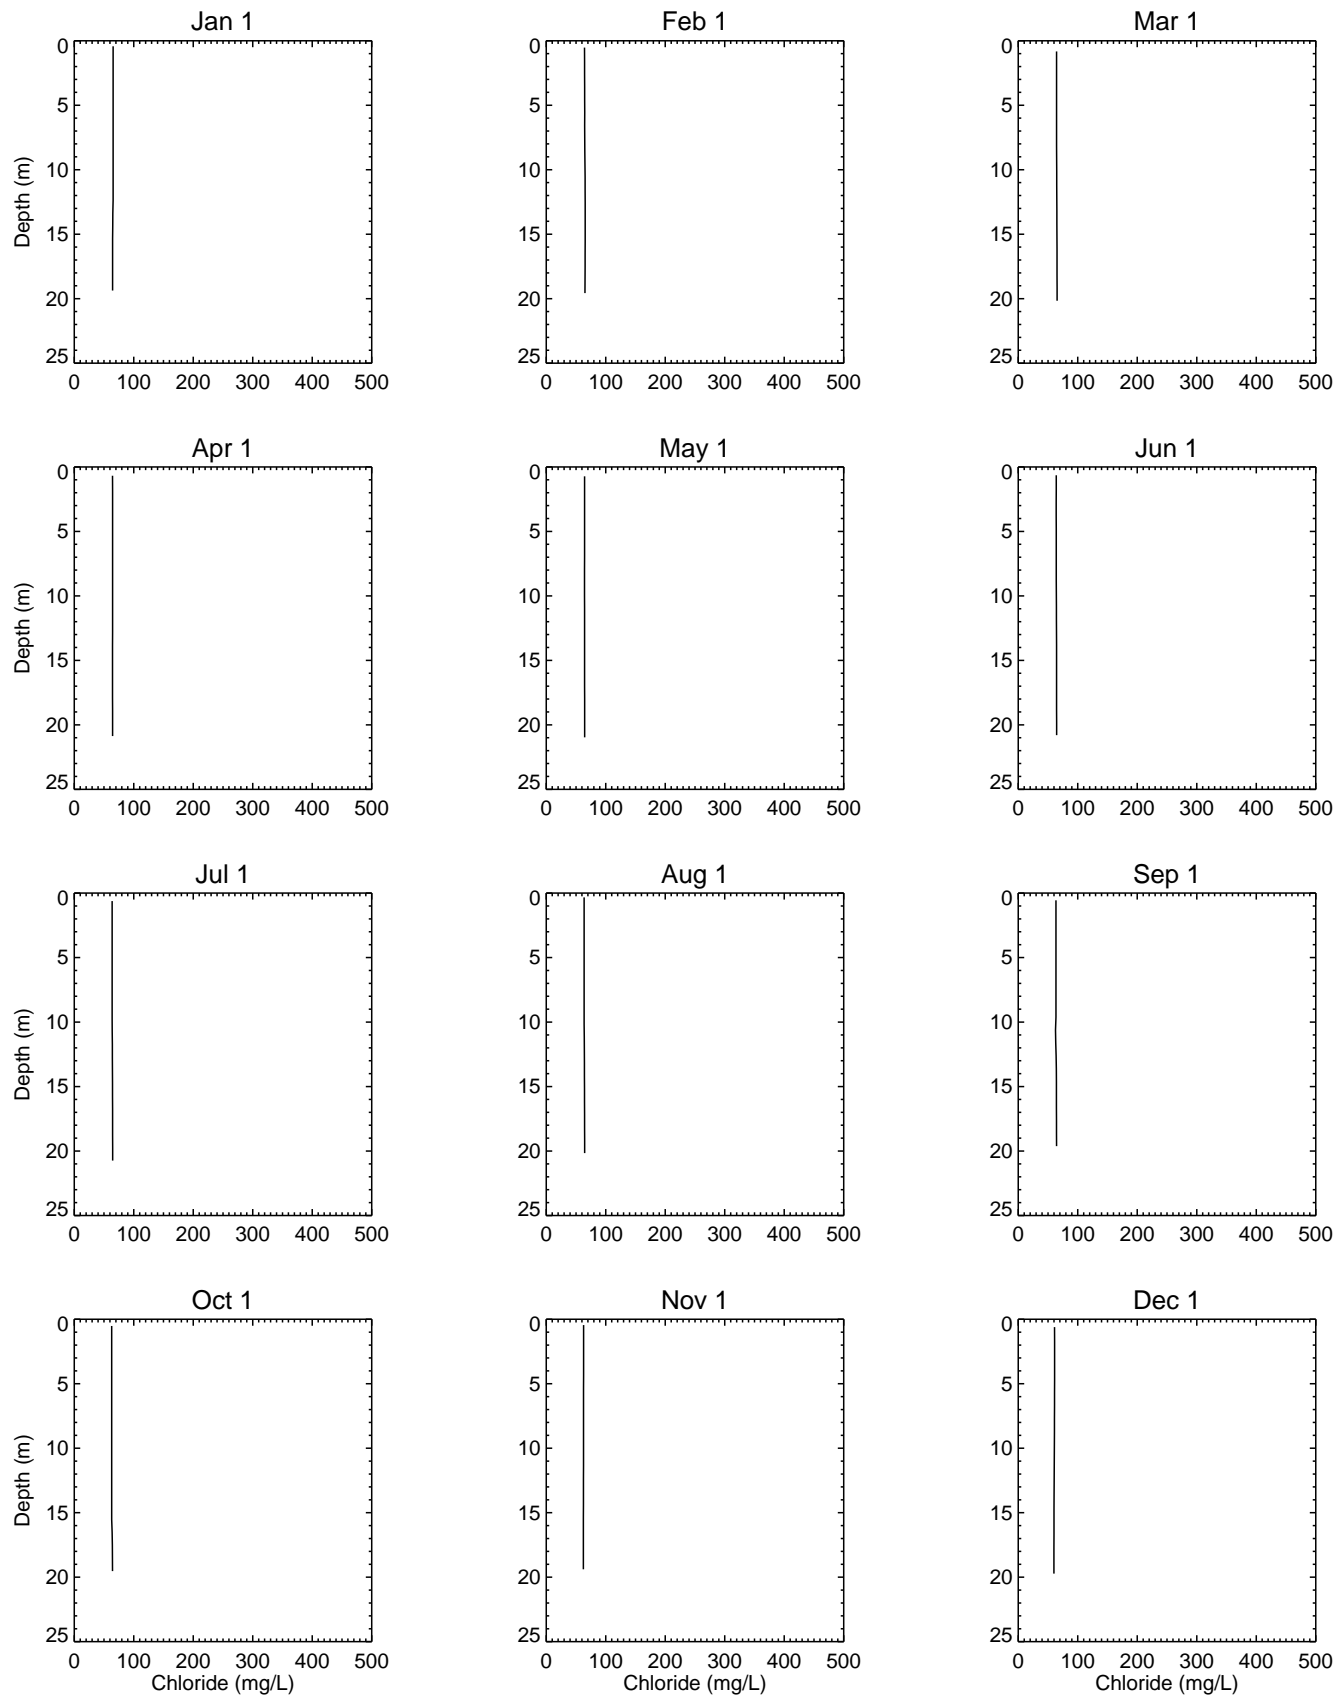 Jan 1 Feb 1 Mar 1
0 0 0
5 5 5
10 10 10
15 15 15
20 20 20
25 25 25
Depth (m)
0 100 200 300 400 500 0 100 200 300 400 500 0 100 200 300 400 500
Apr 1 May 1 Jun 1
0 0 0
5 5 5
10 10 10
15 15 15
20 20 20
25 25 25
Depth (m)
0 100 200 300 400 500 0 100 200 300 400 500 0 100 200 300 400 500
Jul 1 Aug 1 Sep 1
0 0 0
5 5 5
10 10 10
15 15 15
20 20 20
25 25 25
Depth (m)
0 100 200 300 400 500 0 100 200 300 400 500 0 100 200 300 400 500
Oct 1 Nov 1 Dec 1
0 0 0
5 5 5
10 10 10
15 15 15
20 20 20
25 25 25
Depth (m)
0 100 200 300 400 500 0 100 200 300 400 500 0 100 200 300 400 500
Chloride (mg/L) Chloride (mg/L) Chloride (mg/L)